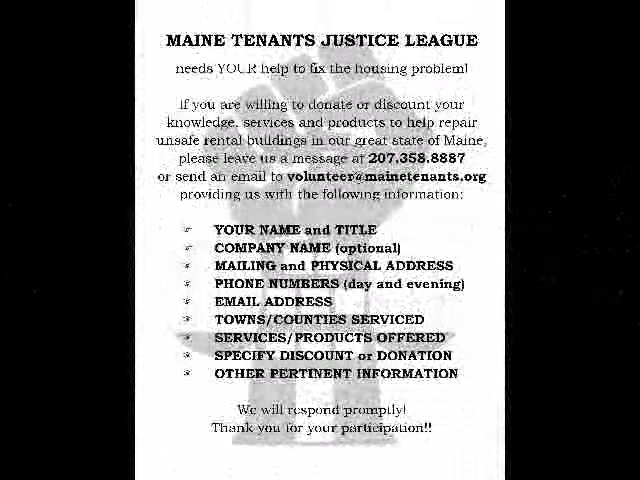 MAINE TENANTS JUSTICE LEAGUE
needs YOUR help to fix the housing problem!
If you are willing to donate or discount your
knowledge, services and products to help repair
unsafe rental buildings in our great state of Maine,
please leave us a message at 207.358.8887
or send an email to volunteer@mainetenants.org
providing us with the following information:
YOUR NAME and TITLE
COMPANY NAME (optional)
MAILING and PHYSICAL ADDRESS
PHONE NUMBERS (day and evening)
EMAIL ADDRESS
TOWNS/COUNTIES SERVICED
SERVICES/PRODUCTS OFFERED
SPECIFY DISCOUNT or DONATION
OTHER PERTINENT INFORMATION
We will respond promptly!
Thank you for your participation!!